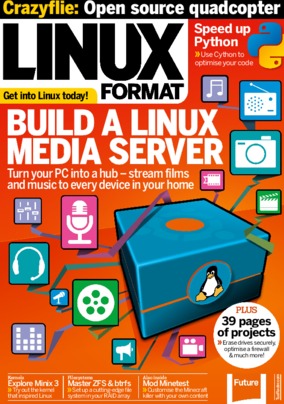 Crazyflie: Open source quadcopter
LINUX
FORMAT
Speed up
Python
» Use Cython to
optimise your code
Get into Linux today!
BUILD A LINUX
MEDIA SERVER
Turn your PC into a hub – stream films
and music to every device in your home
PLUS
39 pages
of projects
» Erase drives securely,
optimise a firewall
& much more!
Explore Minix 3
» Try out the kernel
that inspired Linux
Filesystems
Master ZFS & btrfs
» Set up a cutting-edge file
system in your RAID array
Also inside
Mod Minetest
» Customise the Minecraft
killer with your own content
Future